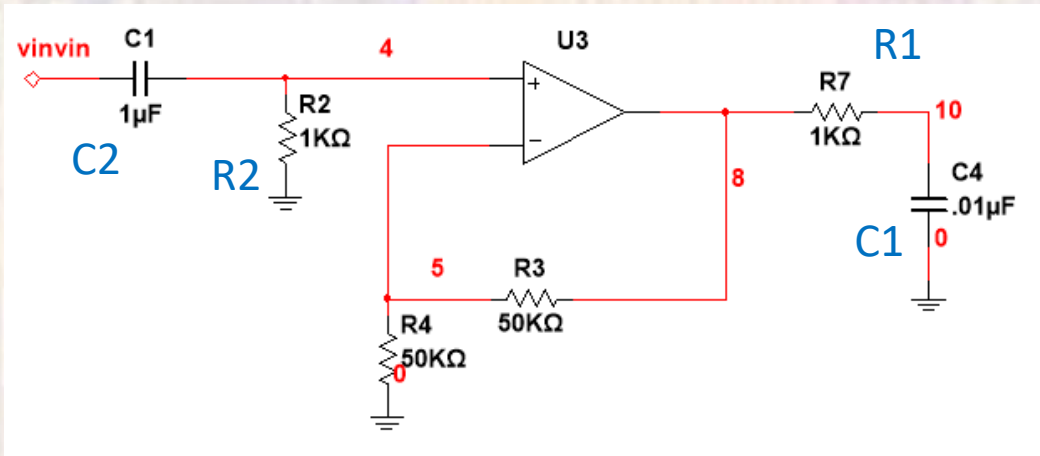 vinvin
C1
1µF
C2
R2
1KΩ
R2
4
U3
+
−
R1
R7
1KΩ
10
C4
.01µF
C1
0
8
5
R3
50KΩ
R4
50KΩ
0